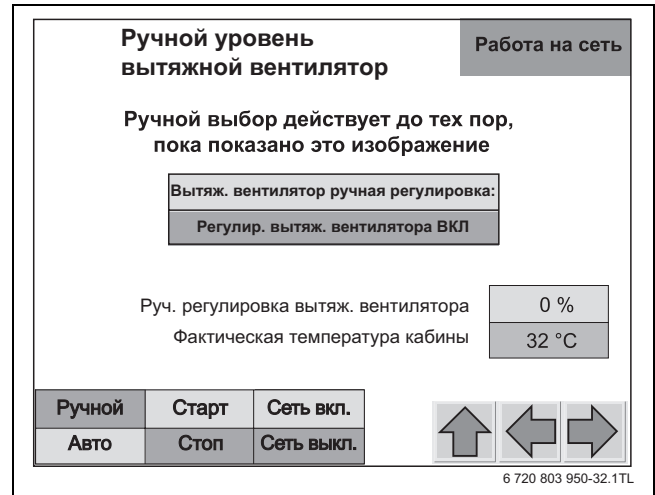 Ручной уровень
вытяжной вентилятор
Работа на сеть
Ручной выбор действует до тех пор,
пока показано это изображение
Вытяж. вентилятор ручная регулировка:
Регулир. вытяж. вентилятора ВКЛ
Руч. регулировка вытяж. вентилятора 0 %
Фактическая температура кабины 32 °C
Ручной Старт Сеть вкл.
Авто Стоп Сеть выкл.
6 720 803 950-32.1TL